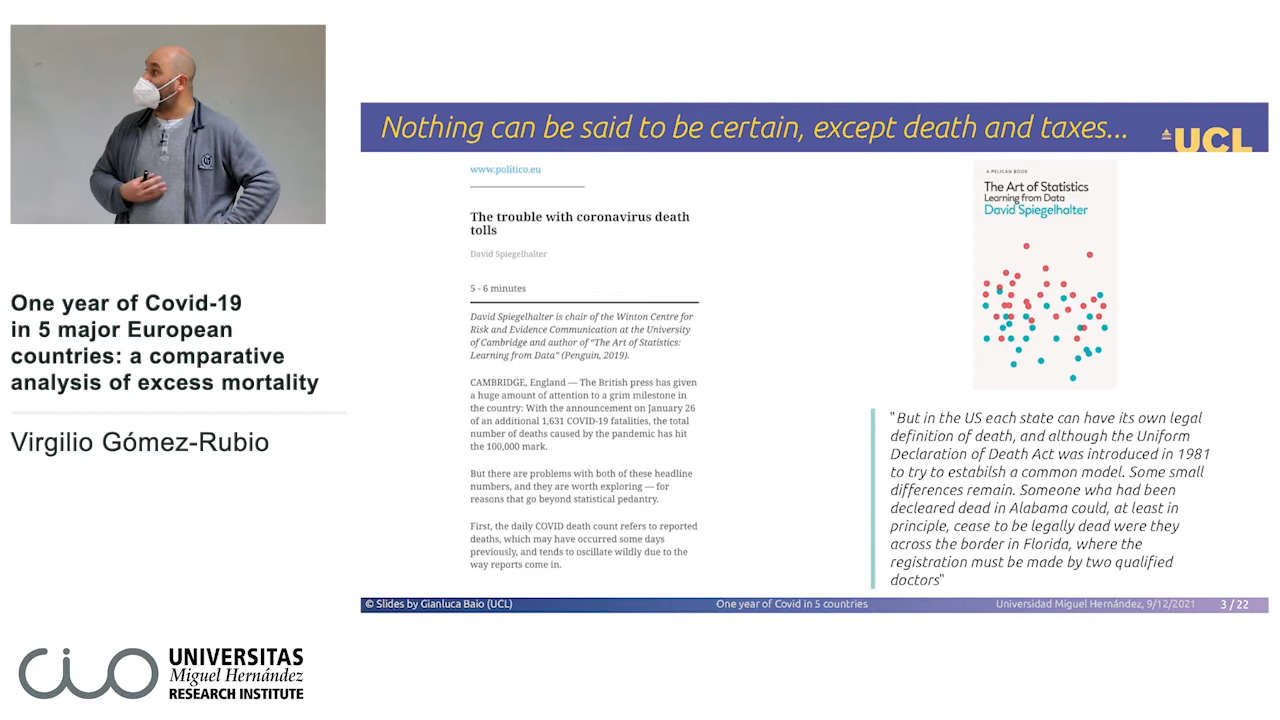 One year of Covid-19
in 5 major European
countries: a comparative
analysis of excess mortality
Virgilio Gómez-Rubio
cio
UNIVERSITAS
Miguel Hernández
RESEARCH INSTITUTE
Nothing can be said to be certain, except death and taxes...
UCL
www.politico.eu
The trouble with coronavirus death
tolls
David Spiegelhalter
5 - 6 minutes
David Spiegelhalter is chair of the Winton Centre for
Risk and Evidence Communication at the University
of Cambridge and author of “The Art of Statistics:
Learning from Data” (Penguin, 2019).
CAMBRIDGE, England — The British press has given
a huge amount of attention to a grim milestone in
the country: With the announcement on January 26
of an additional 1,631 COVID-19 fatalities, the total
number of deaths caused by the pandemic has hit
the 100,000 mark.
But there are problems with both of these headline
numbers, and they are worth exploring — for
reasons that go beyond statistical pedantry.
First, the daily COVID death count refers to reported
deaths, which may have occurred some days
previously, and tends to oscillate wildly due to the
way reports come in.
A PELICAN BOOK
The Art of Statistics
Learning from Data
David Spiegelhalter
"But in the US each state can have its own legal
definition of death, and although the Uniform
Declaration of Death Act was introduced in 1981
to try to estabilsh a common model. Some small
differences remain. Someone wha had been
decleared dead in Alabama could, at least in
principle, cease to be legally dead were they
across the border in Florida, where the
registration must be made by two qualified
doctors"
© Slides by Gianluca Baio (UCL)
One year of Covid in 5 countries
Universidad Miguel Hernández, 9/12/2021
3 / 22